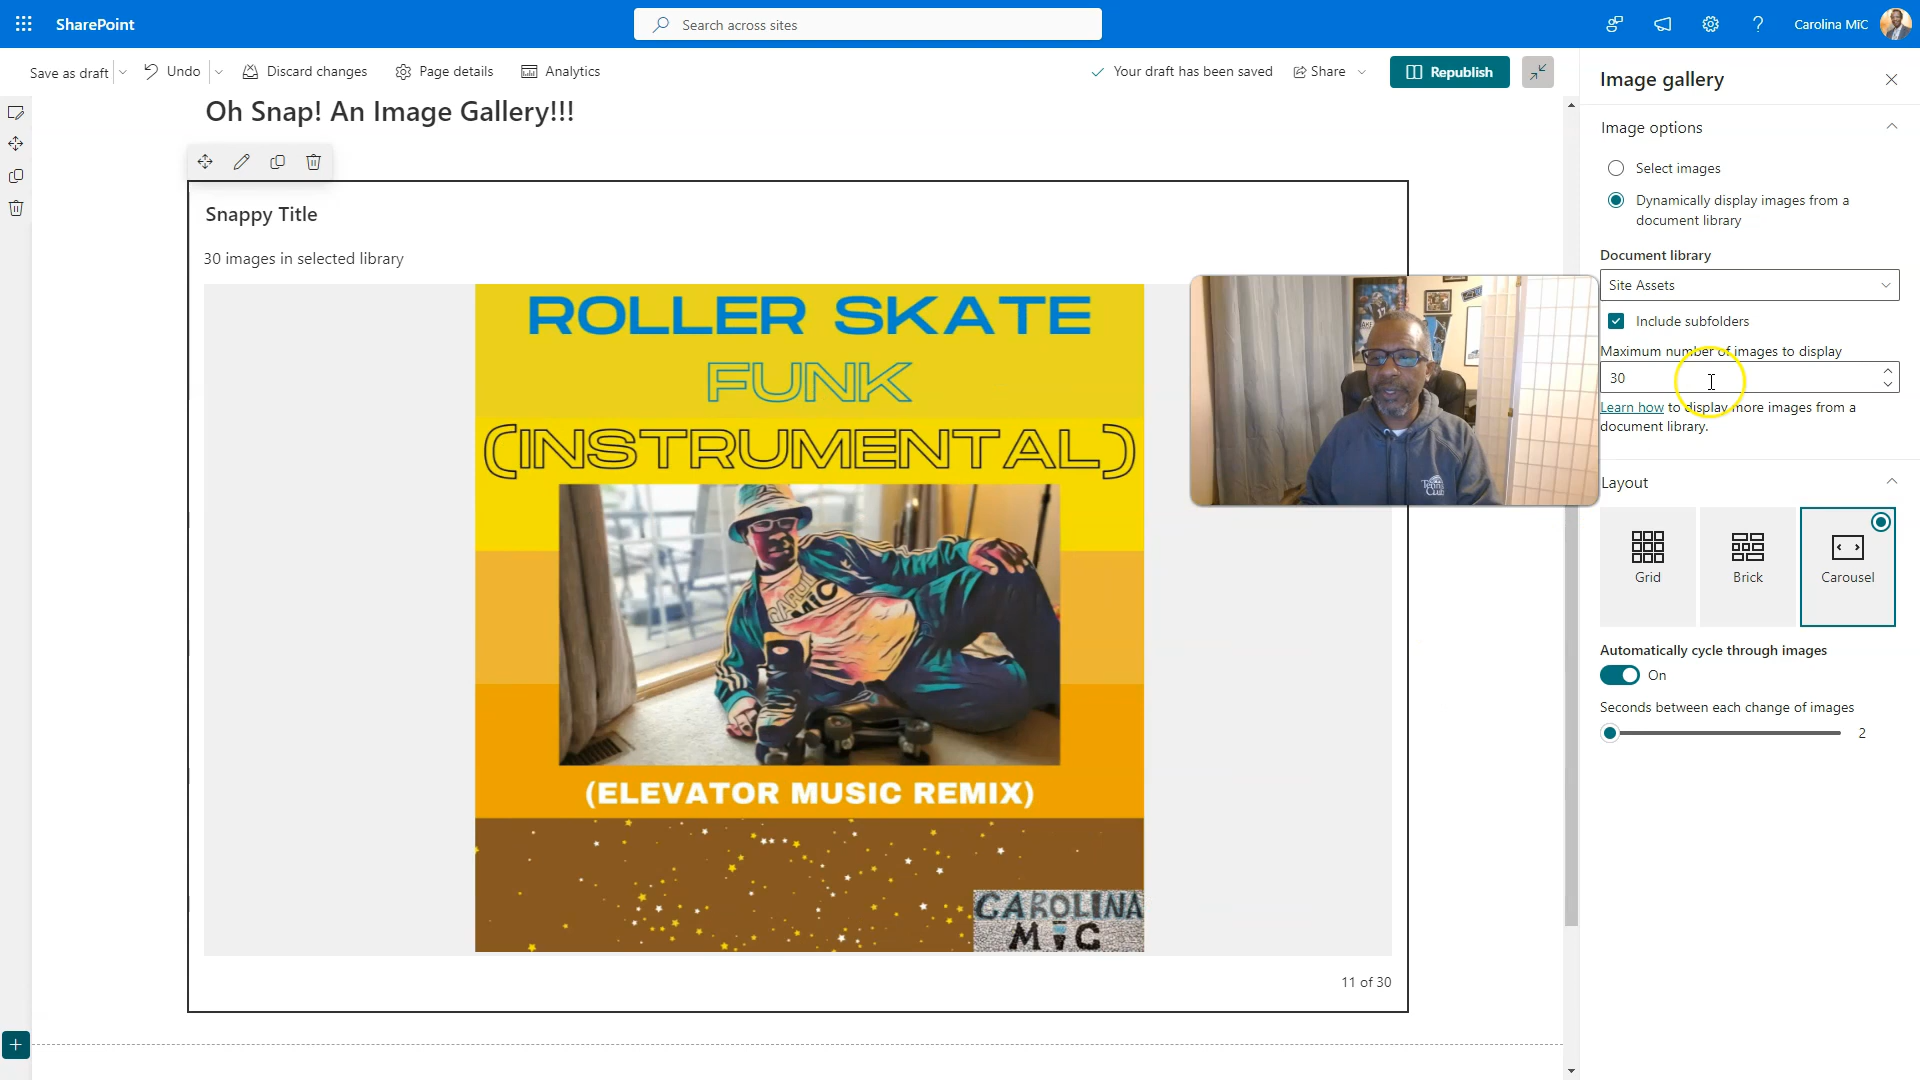 SharePoint
Search across sites
Carolina MiC
Save as draft
Undo
Discard changes
Page details
Analytics
Your draft has been saved
Share
Republish
Oh Snap! An Image Gallery!!!
Snappy Title
30 images in selected library
ROLLER SKATE
FUNK
(INSTRUMENTAL)
(ELEVATOR MUSIC REMIX)
CAROLINA
MIC
11 of 30
Image gallery
Image options
Select images
Dynamically display images from a
document library
Document library
Site Assets
Include subfolders
Maximum number of images to display
30
Learn how to display more images from a
document library.
Layout
Grid
Brick
Carousel
Automatically cycle through images
On
Seconds between each change of images
2